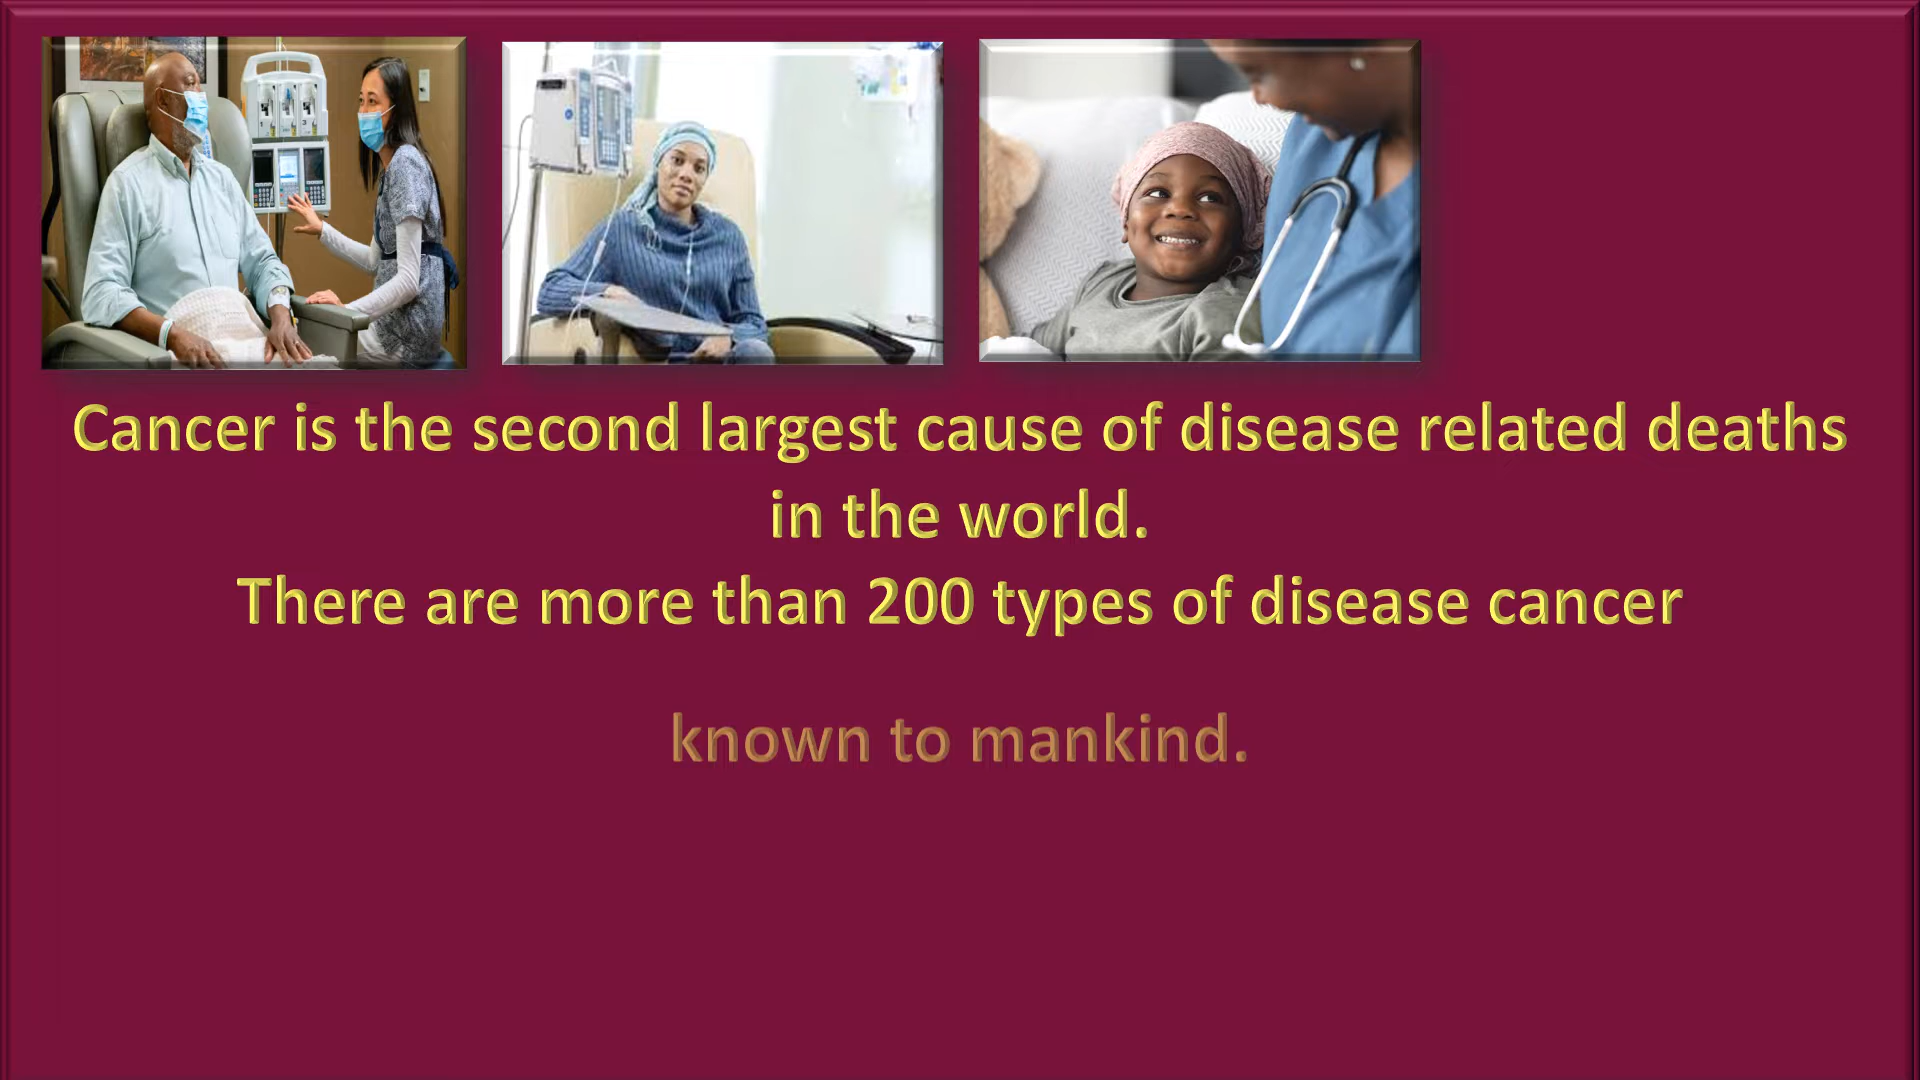 Cancer is the second largest cause of disease related deaths
in the world.
There are more than 200 types of disease cancer
known to mankind.